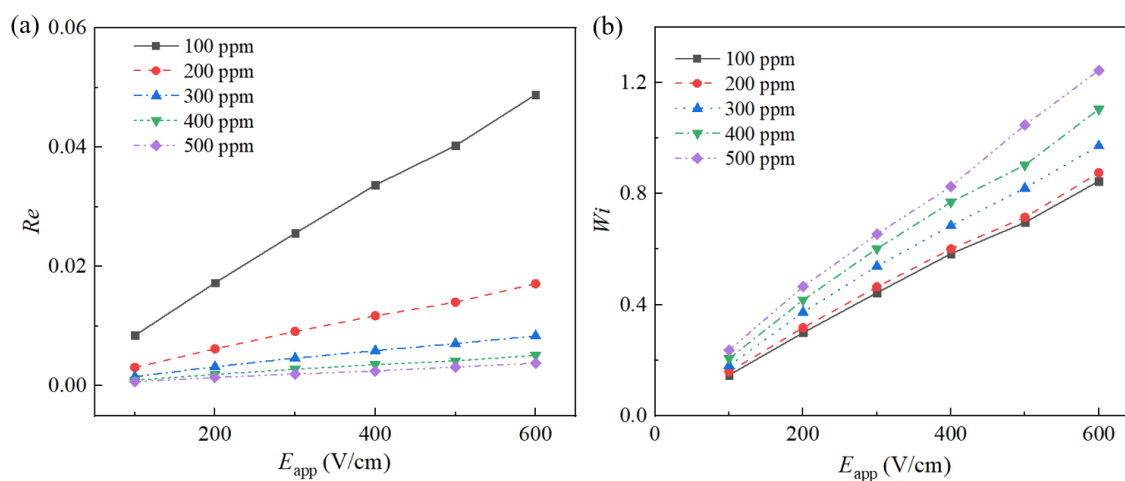 (a)
0.06
0.04
0.02
0.00
Re
100 ppm
200 ppm
300 ppm
400 ppm
500 ppm
200
400
600
Eapp (V/cm)
(b)
1.2
0.8
0.4
0.0
Wi
100 ppm
200 ppm
300 ppm
400 ppm
500 ppm
0
200
400
600
Eapp (V/cm)